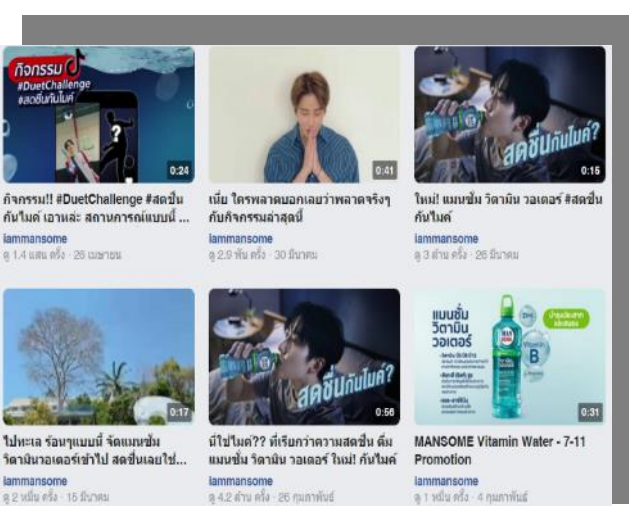 กิจกรรม
#DuetChallenge
#สดชื่นกันไมค์
?
0:24
กิจกรรม!! #DuetChallenge #สดชื่น
กันไมค์ เอาหล่ะ สถานการณ์แบบนี้ ...
iammansome
ดู 1.4 แสน ครั้ง · 26 เมษายน
0:41
เนี่ย ใครพลาดบอกเลยว่าพลาดจริงๆ
กับกิจกรรมล่าสุดนี้
iammansome
ดู 2.9 พัน ครั้ง · 30 มีนาคม
สดชื่นกันไมค์?
0:15
ใหม่! แมนซั่ม วิตามิน วอเตอร์ #สดชื่น
กันไมค์
iammansome
ดู 3 ล้าน ครั้ง · 26 มีนาคม
0:17
ไปทะเล ร้อนๆแบบนี้ จัดแมนซั่ม
วิตามินวอเตอร์เข้าไป สดชื่นเลยใช่...
iammansome
ดู 2 หมื่น ครั้ง · 15 มีนาคม
สดชื่นกันไมค์?
0:56
นี่ใช่ไมค์?? ที่เรียกว่าความสดชื่น ดื่ม
แมนซั่ม วิตามิน วอเตอร์ ใหม่! กันไมค์
iammansome
ดู 4.2 ล้าน ครั้ง · 26 กุมภาพันธ์
แมนซั่ม
วิตามิน
วอเตอร์
Vitamin
B
0:31
MANSOME Vitamin Water - 7-11
Promotion
iammansome
ดู 1 หมื่น ครั้ง · 4 กุมภาพันธ์